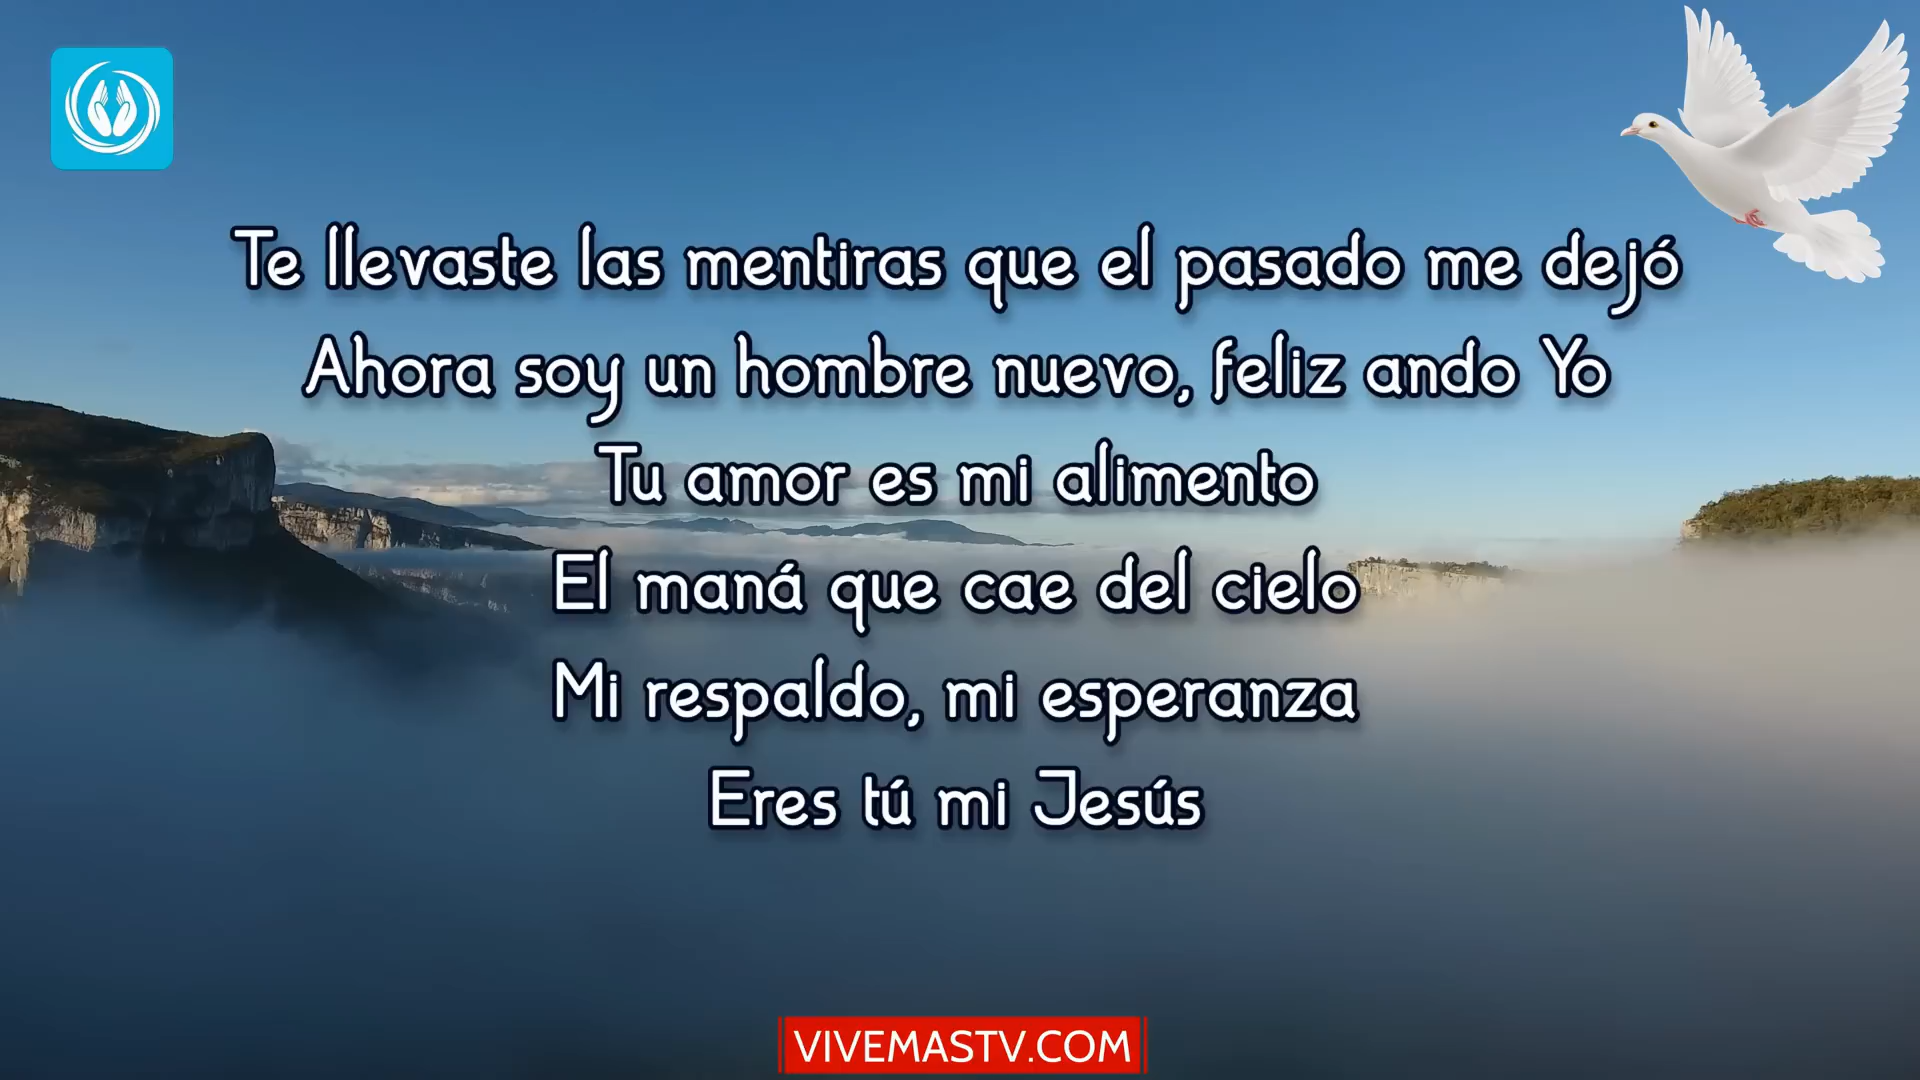 Te llevaste las mentiras que el pasado me dejó
Ahora soy un hombre nuevo, feliz ando Yo
Tu amor es mi alimento
El maná que cae del cielo
Mi respaldo, mi esperanza
Eres tú mi Jesús
VIVEMASTV.COM